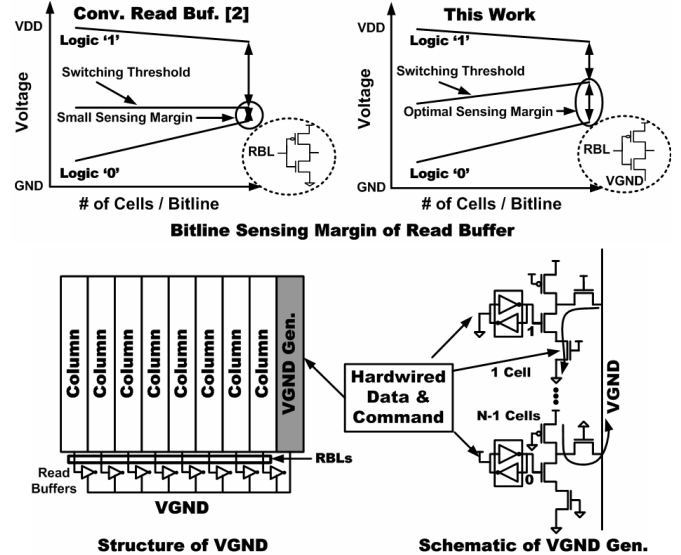 Conv. Read Buf. [2]
VDD
Logic ‘1’
Switching Threshold
Small Sensing Margin
Voltage
RBL
Logic ‘0’
GND
# of Cells / Bitline
This Work
VDD
Logic ‘1’
Switching Threshold
Optimal Sensing Margin
Voltage
RBL
VGND
Logic ‘0’
GND
# of Cells / Bitline
Bitline Sensing Margin of Read Buffer
Column
Column
Column
Column
Column
Column
Column
Column
VGND Gen.
RBLs
Read
Buffers
VGND
Structure of VGND
Hardwired
Data &
Command
1
1 Cell
N-1 Cells
0
VGND
Schematic of VGND Gen.